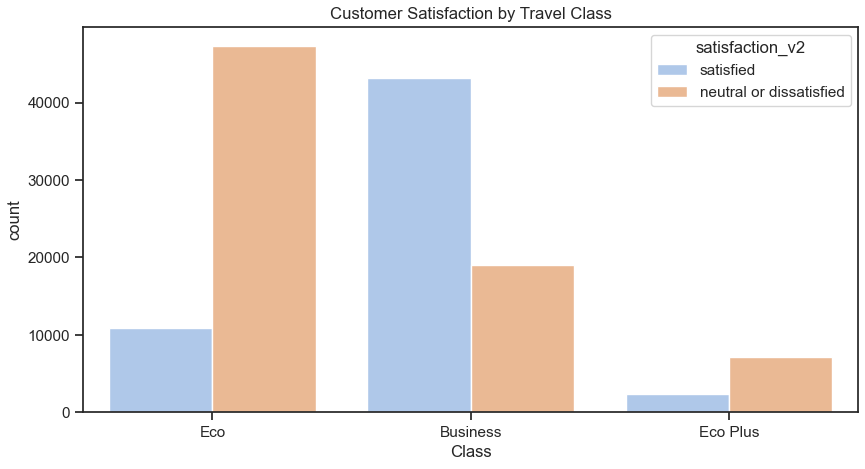 Customer Satisfaction by Travel Class
satisfaction_v2
satisfied
neutral or dissatisfied
count
40000
30000
20000
10000
0
Eco
Business
Eco Plus
Class